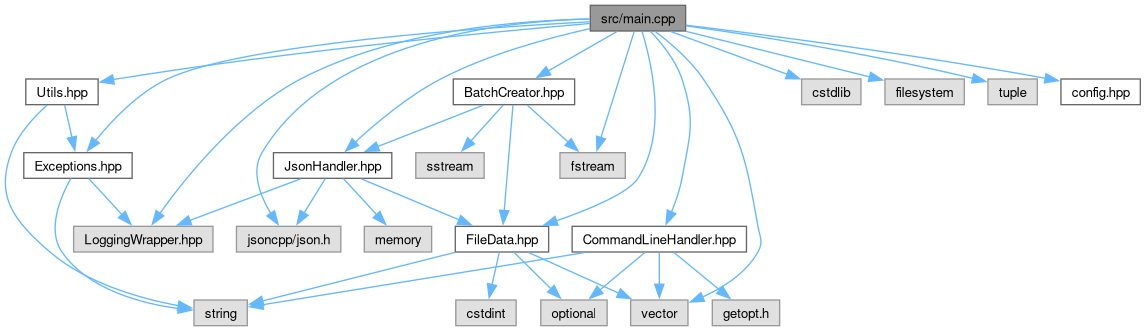 src/main.cpp
Utils.hpp
BatchCreator.hpp
cstdlib
filesystem
tuple
config.hpp
Exceptions.hpp
JsonHandler.hpp
sstream
fstream
LoggingWrapper.hpp
jsoncpp/json.h
memory
FileData.hpp
CommandLineHandler.hpp
string
cstdint
optional
vector
getopt.h